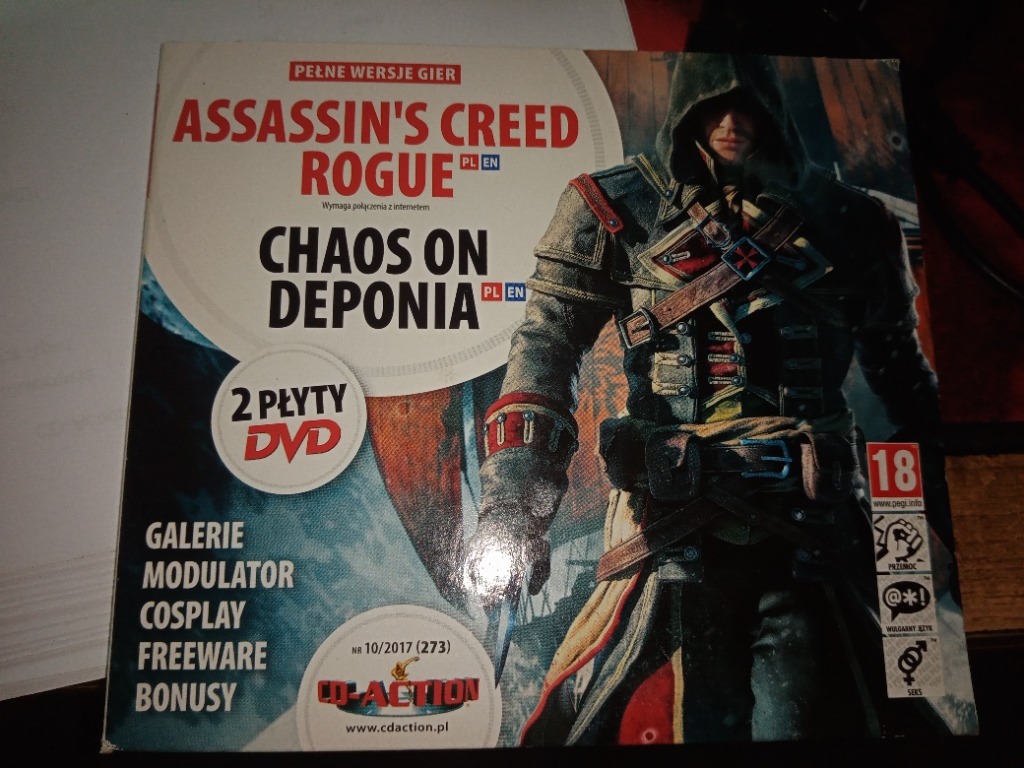 PEŁNE WERSJE GIER
ASSASSIN'S CREED
ROGUE PL EN
Wymaga połączenia z internetem
CHAOS ON
DEPONIA PL EN
2 PŁYTY
DVD
GALERIE
MODULATOR
COSPLAY
FREEWARE
BONUSY
NR 10/2017 (273)
CD-ACTION
www.cdaction.pl
18
www.pegi.info
PRZEMOC
@*!
WULGARNY JĘZYK
SEKS